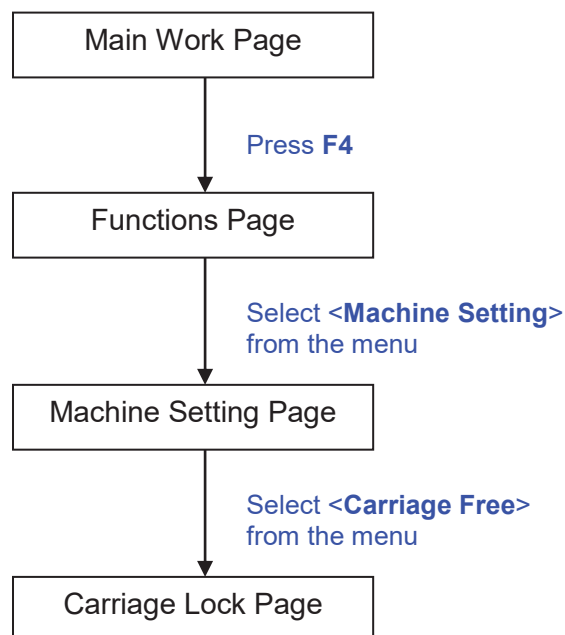 Main Work Page
Press F4
Functions Page
Select <Machine Setting>
from the menu
Machine Setting Page
Select <Carriage Free>
from the menu
Carriage Lock Page